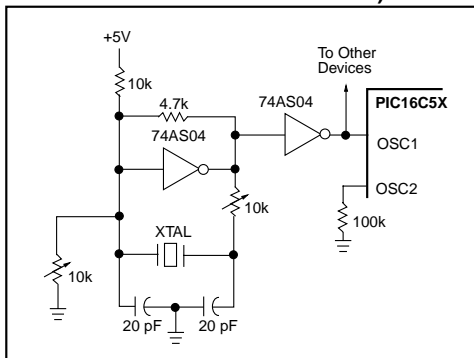 +5V
To Other
Devices
10k
4.7k
74AS04
PIC16C5X
74AS04
OSC1
10k
OSC2
100k
XTAL
10k
20 pF
20 pF